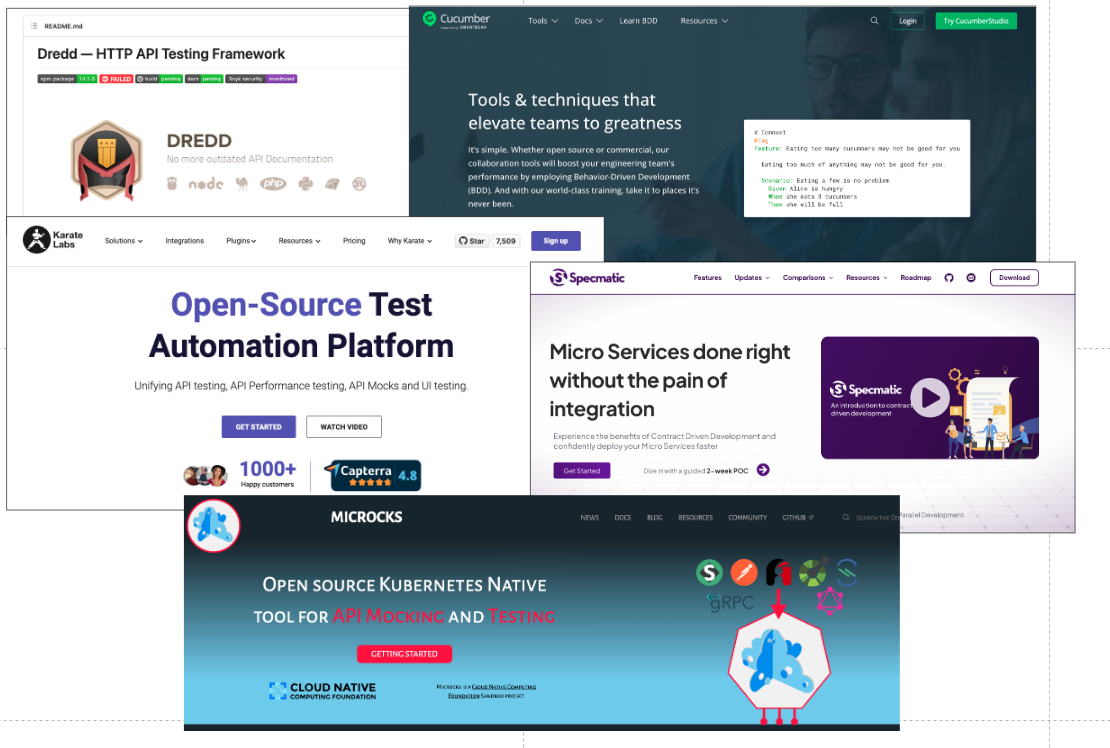 README.md
Dredd — HTTP API Testing Framework
npm package 14.1.0 FAILED build passing docs passing Snyk security monitored
DREDD
No more outdated API Documentation
node
php
Cucumber
Tools Docs Learn BDD Resources
Login
Try CucumberStudio
Tools & techniques that
elevate teams to greatness
It's simple. Whether open source or commercial, our
collaboration tools will boost your engineering team's
performance by employing Behavior-Driven Development
(BDD). And with our world-class training, take it to places it's
never been.
# Comment
@tag
Feature: Eating too many cucumbers may not be good for you
Eating too much of anything may not be good for you.
Scenario: Eating a few is no problem
Given Alice is hungry
When she eats 3 cucumbers
Then she will be full
Karate
Labs
Solutions Integrations Plugins Resources Pricing Why Karate
Star 7,509
Sign up
Open-Source Test
Automation Platform
Unifying API testing, API Performance testing, API Mocks and UI testing.
GET STARTED
WATCH VIDEO
1000+
Happy customers
Capterra 4.8
Specmatic
Features Updates Comparisons Resources Roadmap
Download
Micro Services done right
without the pain of
integration
Experience the benefits of Contract Driven Development and
confidently deploy your Micro Services faster
Get Started
Dive in with a guided 2-week POC
Specmatic
An introduction to contract
driven development
Parallel Development
MICROCKS
NEWS DOCS BLOG RESOURCES COMMUNITY GITHUB
SEARCH THE DO
OPEN SOURCE KUBERNETES NATIVE
TOOL FOR API MOCKING AND TESTING
GETTING STARTED
CLOUD NATIVE
COMPUTING FOUNDATION
MICROCKS IS A CLOUD NATIVE COMPUTING
FOUNDATION SANDBOX PROJECT
gRPC